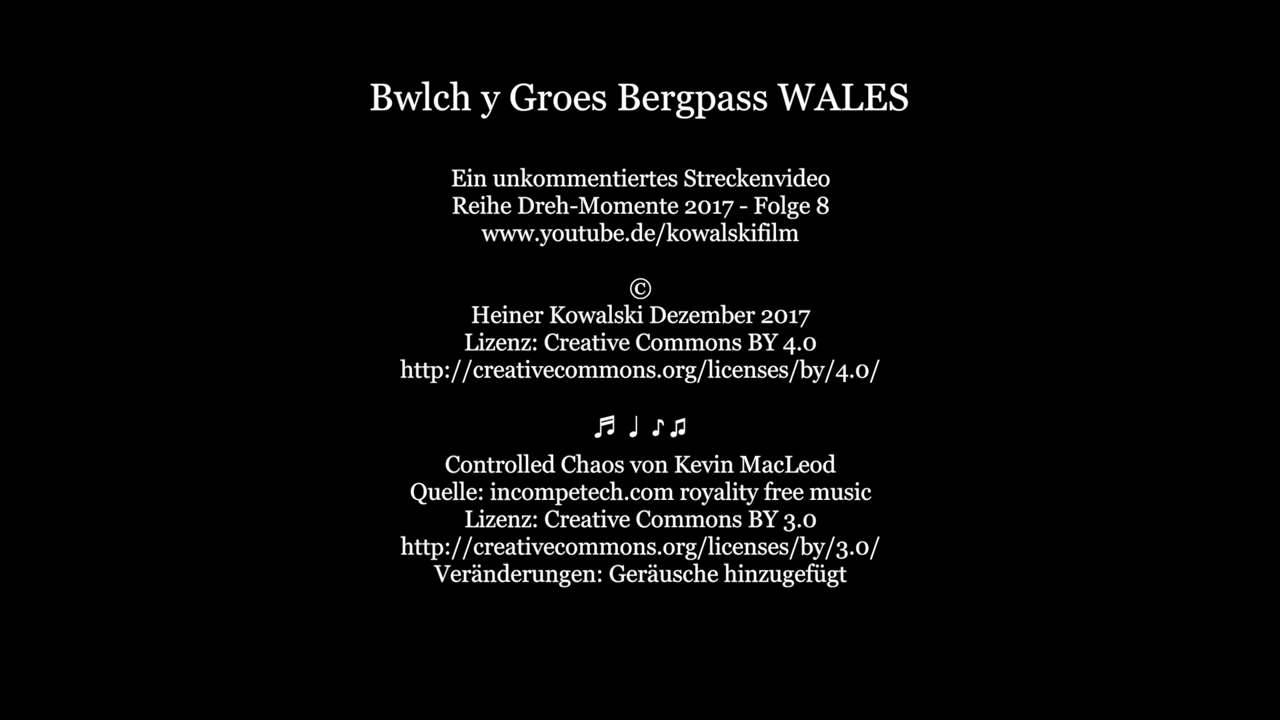 Bwlch y Groes Bergpass WALES
Ein unkommentiertes Streckenvideo
Reihe Dreh-Momente 2017 - Folge 8
www.youtube.de/kowalskifilm
©
Heiner Kowalski Dezember 2017
Lizenz: Creative Commons BY 4.0
http://creativecommons.org/licenses/by/4.0/
♬ ♩ ♪♫
Controlled Chaos von Kevin MacLeod
Quelle: incompetech.com royality free music
Lizenz: Creative Commons BY 3.0
http://creativecommons.org/licenses/by/3.0/
Veränderungen: Geräusche hinzugefügt